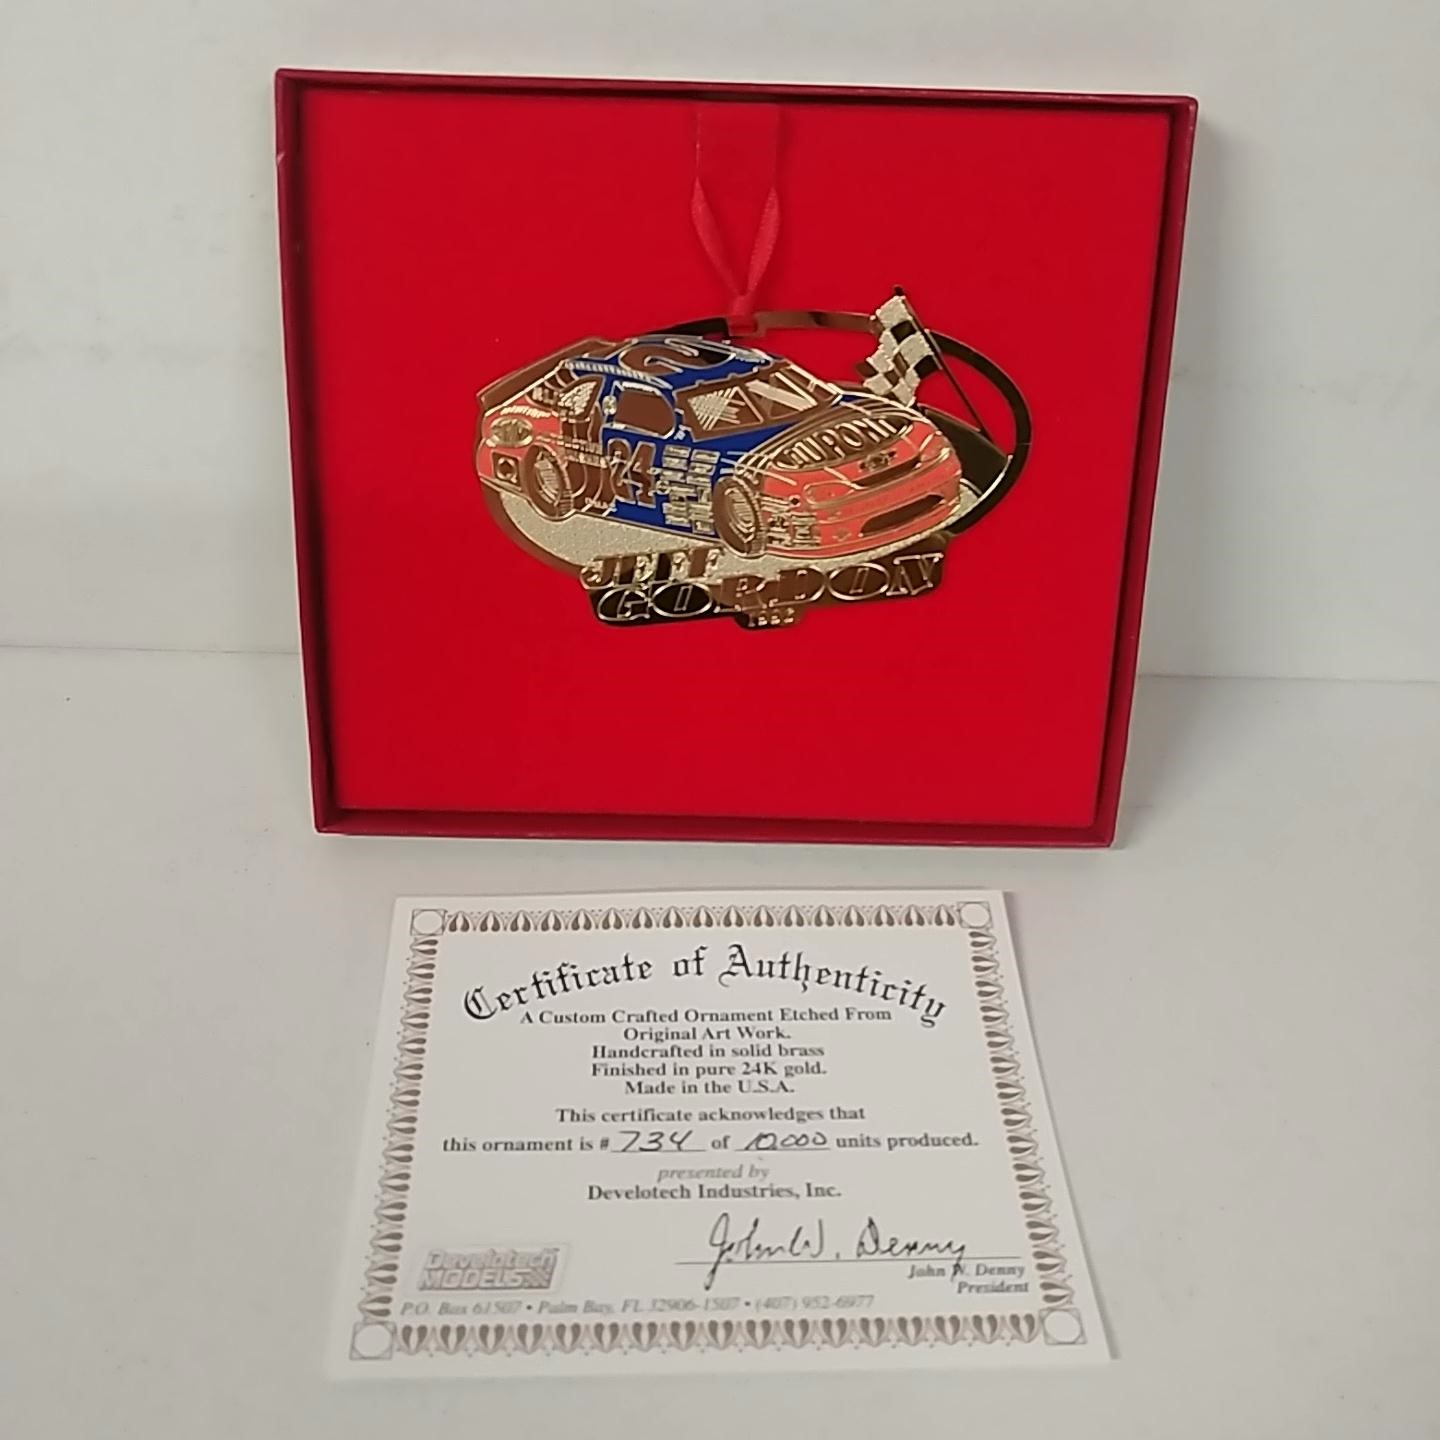 2
24
DUPONT
JEFF
GORDON
Certificate of Authenticity
A Custom Crafted Ornament Etched From
Original Art Work.
Handcrafted in solid brass
Finished in pure 24K gold.
Made in the U.S.A.
This certificate acknowledges that
this ornament is # 734 of 10,000 units produced.
presented by
Develotech Industries, Inc.
John W. Denny
John W. Denny
President
Develotech
MODELS
P.O. Box 61507 • Palm Bay, FL 32906-1507 • (407) 952-6977